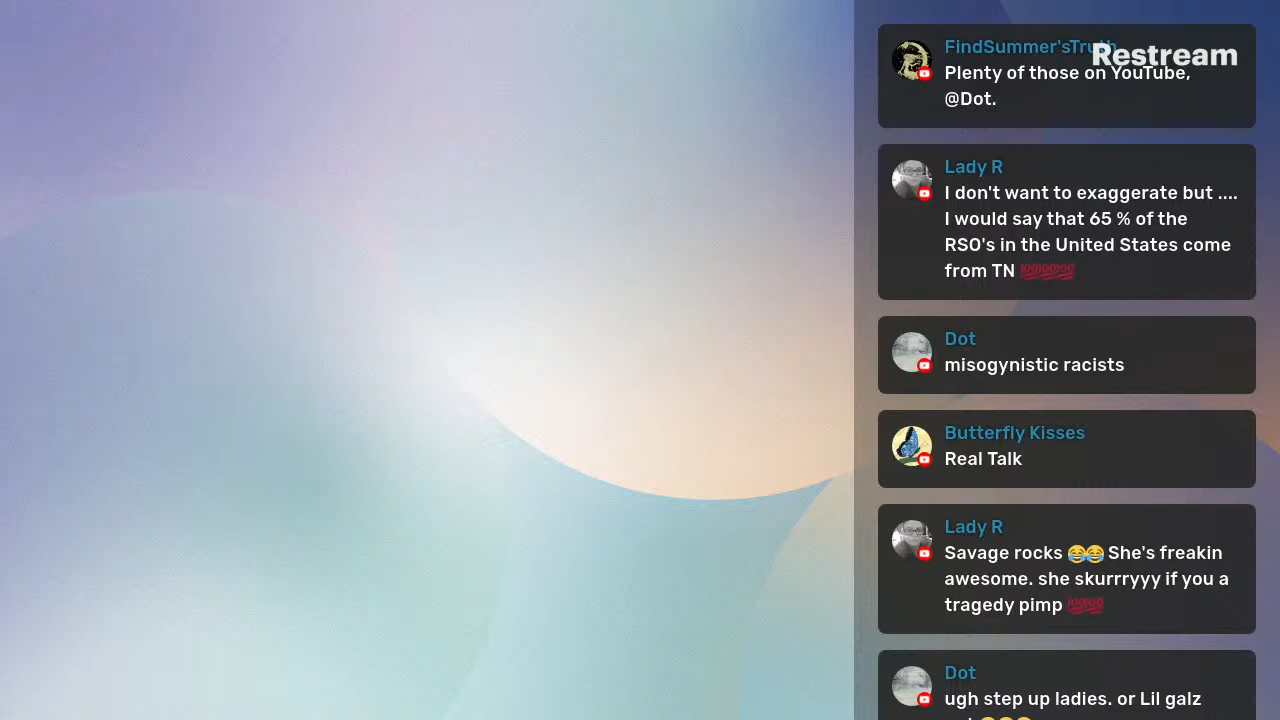 FindSummer'sTruth
Restream
Plenty of those on YouTube,
@Dot.
Lady R
I don't want to exaggerate but ....
I would say that 65 % of the
RSO's in the United States come
from TN 💯💯💯
Dot
misogynistic racists
Butterfly Kisses
Real Talk
Lady R
Savage rocks 😂😂 She's freakin
awesome. she skurrryyy if you a
tragedy pimp 💯💯
Dot
ugh step up ladies. or Lil galz